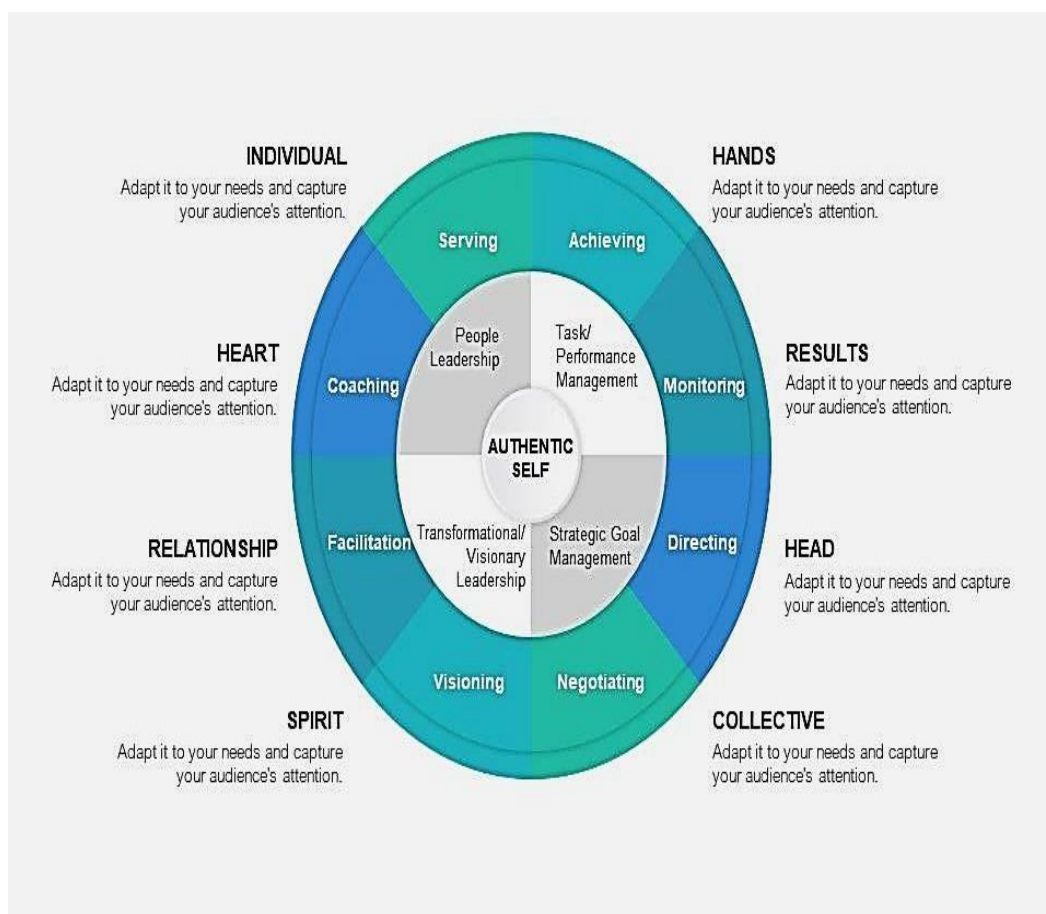 INDIVIDUAL
Adapt it to your needs and capture
your audience's attention.
HEART
Adapt it to your needs and capture
your audience's attention.
RELATIONSHIP
Adapt it to your needs and capture
your audience's attention.
SPIRIT
Adapt it to your needs and capture
your audience's attention.
Serving
Achieving
Coaching
Monitoring
Facilitation
Directing
Visioning
Negotiating
People
Leadership
Task/
Performance
Management
AUTHENTIC
SELF
Transformational/
Visionary
Leadership
Strategic Goal
Management
HANDS
Adapt it to your needs and capture
your audience's attention.
RESULTS
Adapt it to your needs and capture
your audience's attention.
HEAD
Adapt it to your needs and capture
your audience's attention.
COLLECTIVE
Adapt it to your needs and capture
your audience's attention.